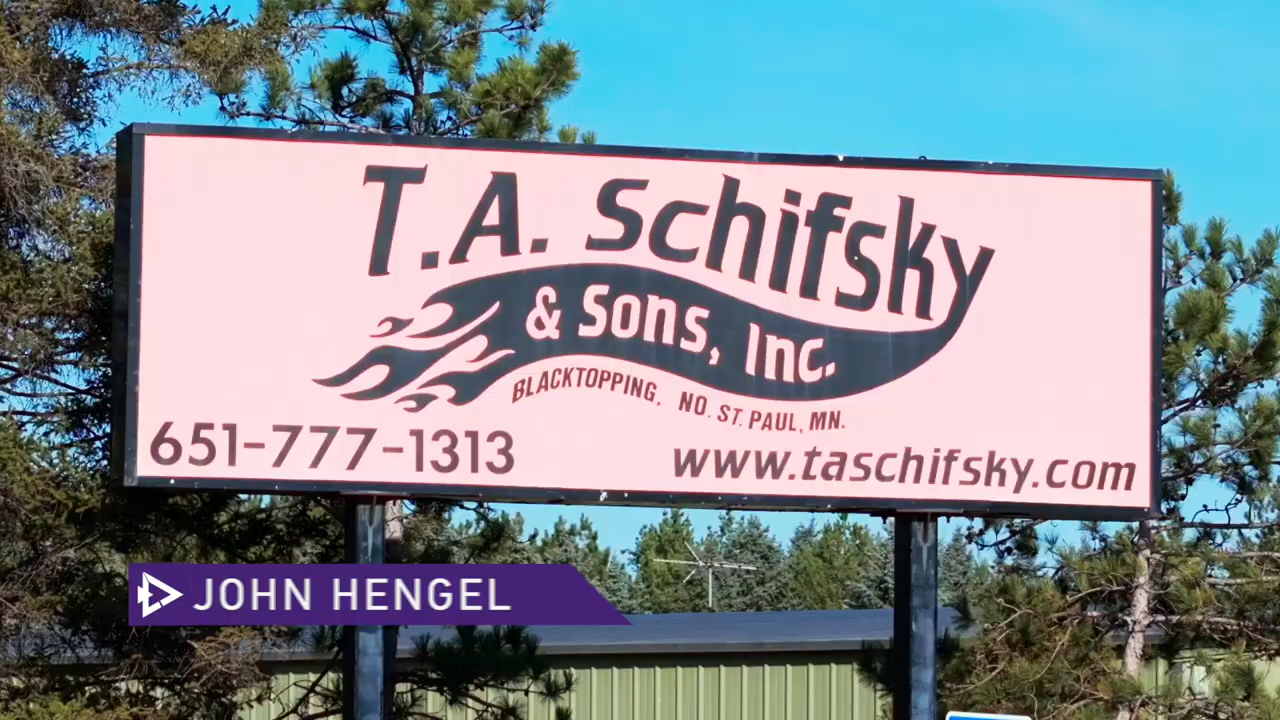 T.A. Schifsky
& Sons, Inc.
BLACKTOPPING, NO. ST. PAUL, MN.
651-777-1313
www.taschifsky.com
JOHN HENGEL